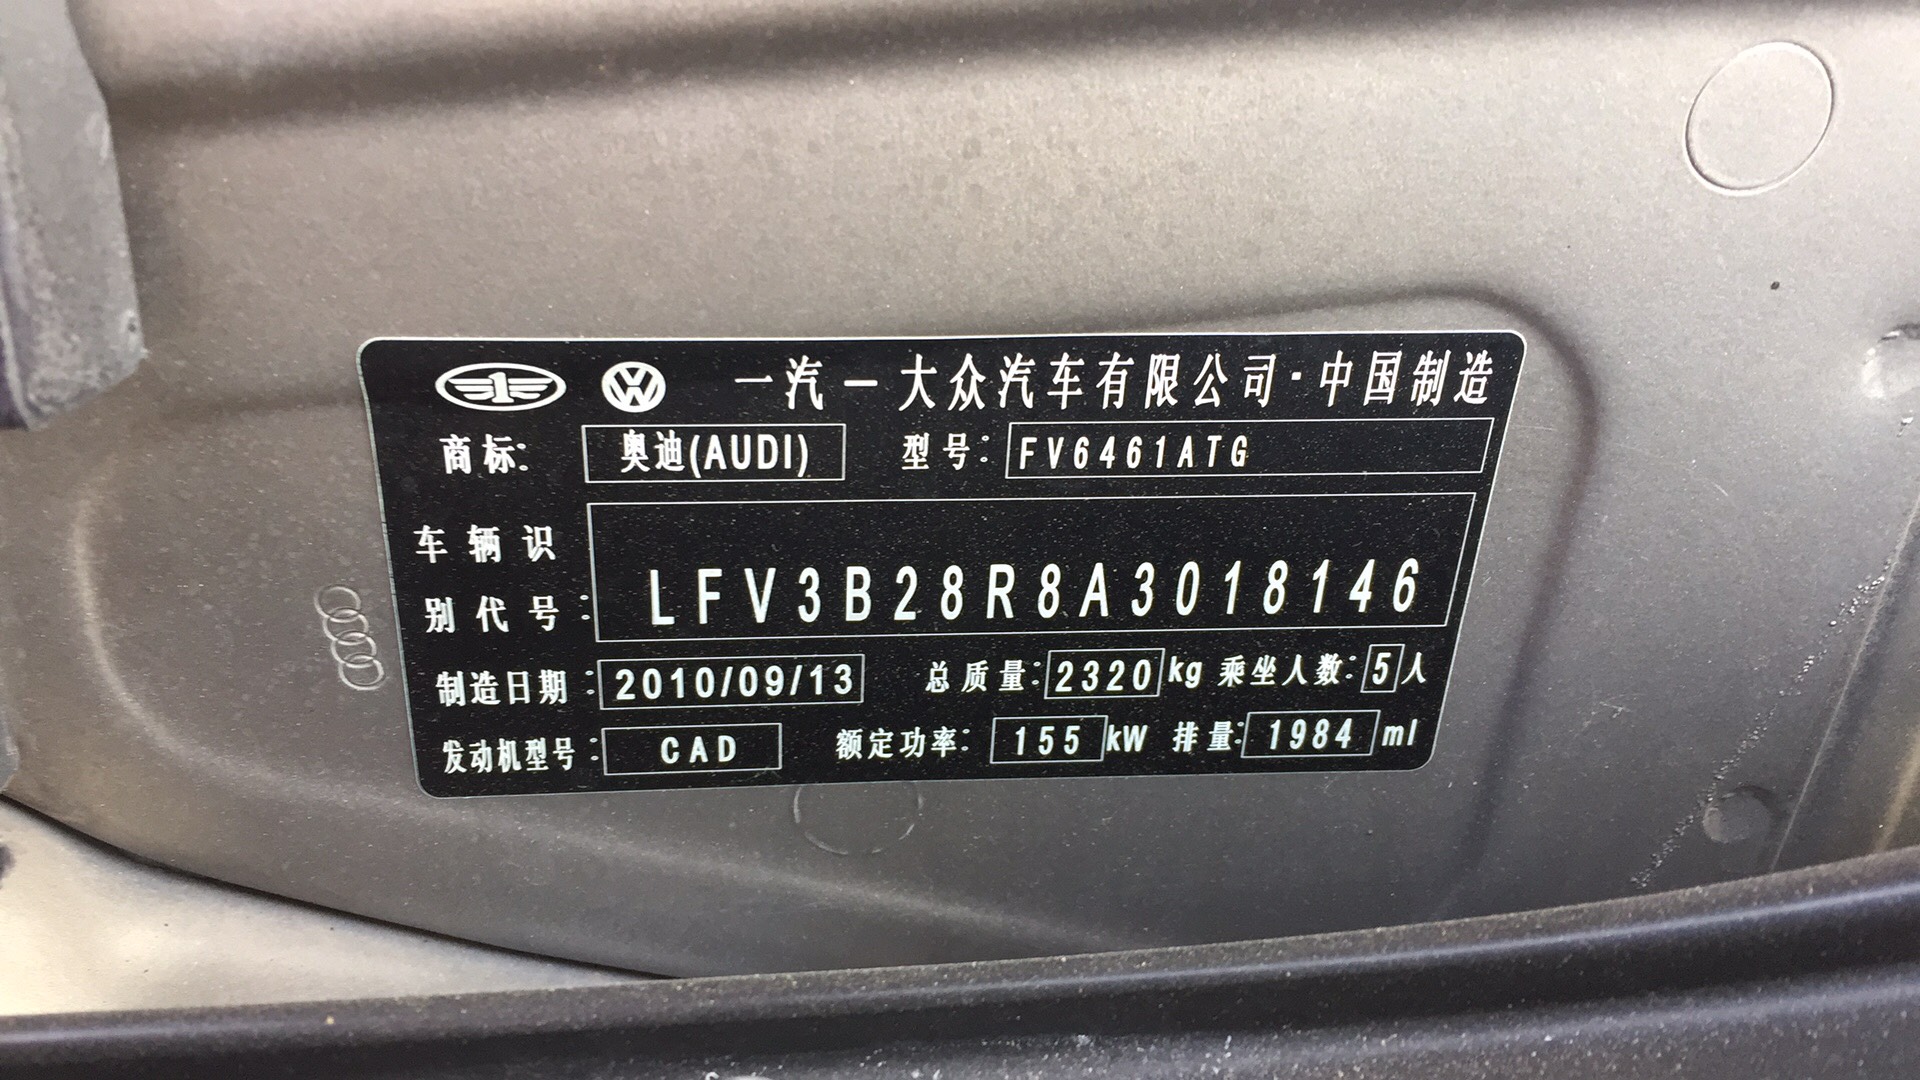 一汽-大众汽车有限公司·中国制造
商标: 奥迪(AUDI) 型号: FV6461ATG
车辆识
别代号: LFV3B28R8A3018146
制造日期: 2010/09/13 总质量: 2320 kg 乘坐人数: 5 人
发动机型号: CAD 额定功率: 155 kW 排量: 1984 ml